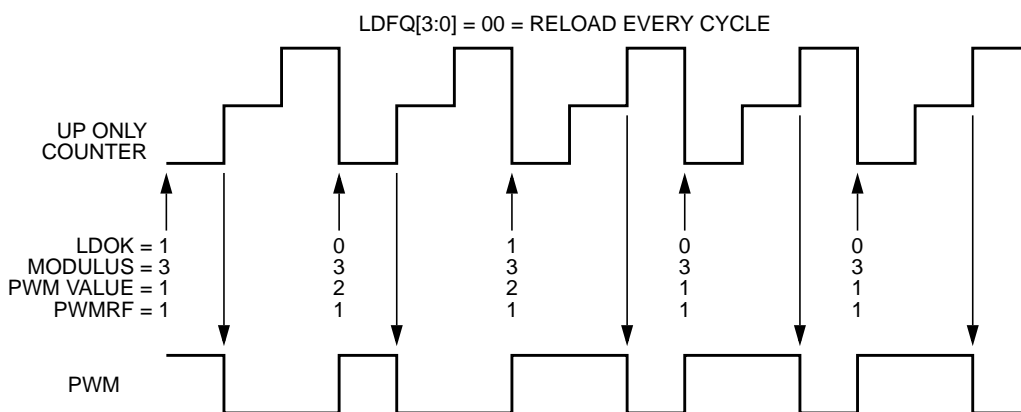 LDFQ[3:0] = 00 = RELOAD EVERY CYCLE
UP ONLY
COUNTER
LDOK = 1 0 1 0 0
MODULUS = 3 3 3 3 3
PWM VALUE = 1 2 2 1 1
PWMRF = 1 1 1 1 1
PWM